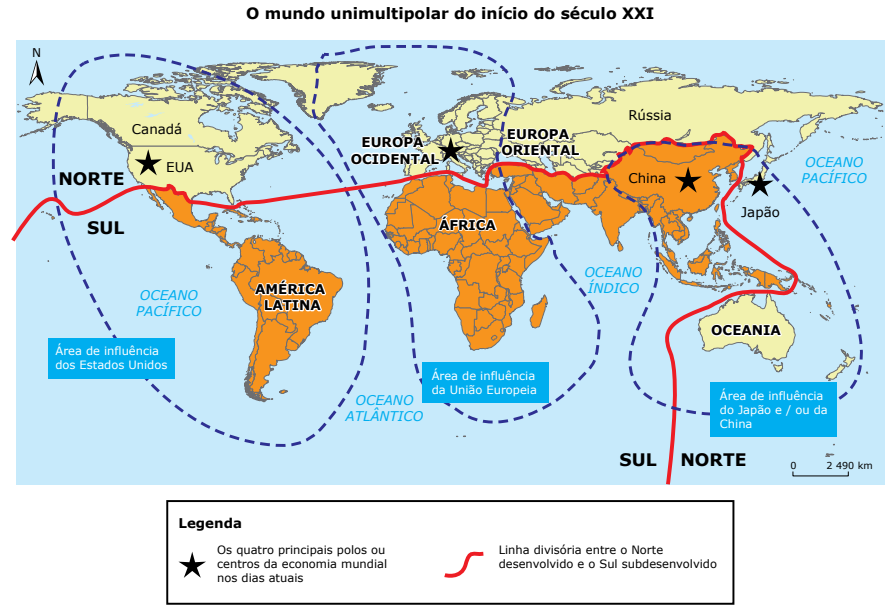 O mundo unimultipolar do início do século XXI
N
Canadá
EUA
NORTE
SUL
EUROPA
OCIDENTAL
EUROPA
ORIENTAL
Rússia
China
Japão
OCEANO
PACÍFICO
ÁFRICA
AMÉRICA
LATINA
OCEANO
PACÍFICO
OCEANO
ÍNDICO
OCEANIA
OCEANO
ATLÂNTICO
Área de influência
dos Estados Unidos
Área de influência
da União Europeia
Área de influência
do Japão e / ou da
China
SUL
NORTE
0 2 490 km
Legenda
Os quatro principais polos ou
centros da economia mundial
nos dias atuais
Linha divisória entre o Norte
desenvolvido e o Sul subdesenvolvido